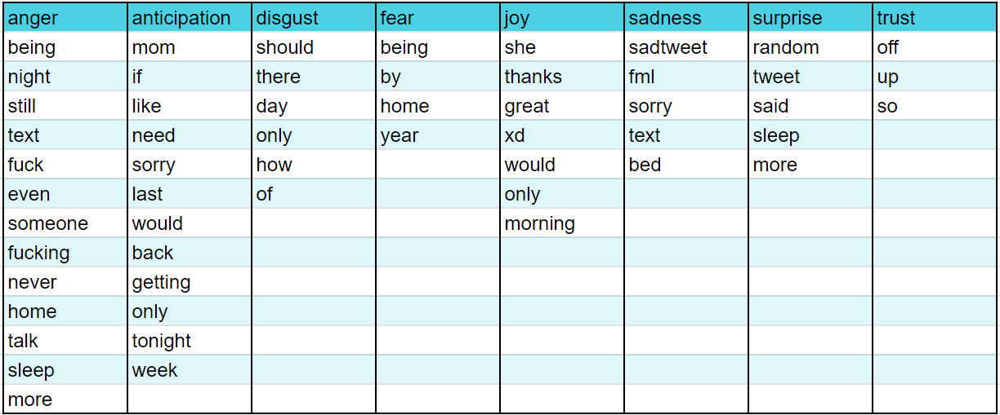 anger anticipation disgust fear joy sadness surprise trust
being mom should being she sadtweet random off
night if there by thanks fml tweet up
still like day home great sorry said so
text need only year xd text sleep
fuck sorry how would bed more
even last of only
someone would morning
fucking back
never getting
home only
talk tonight
sleep week
more